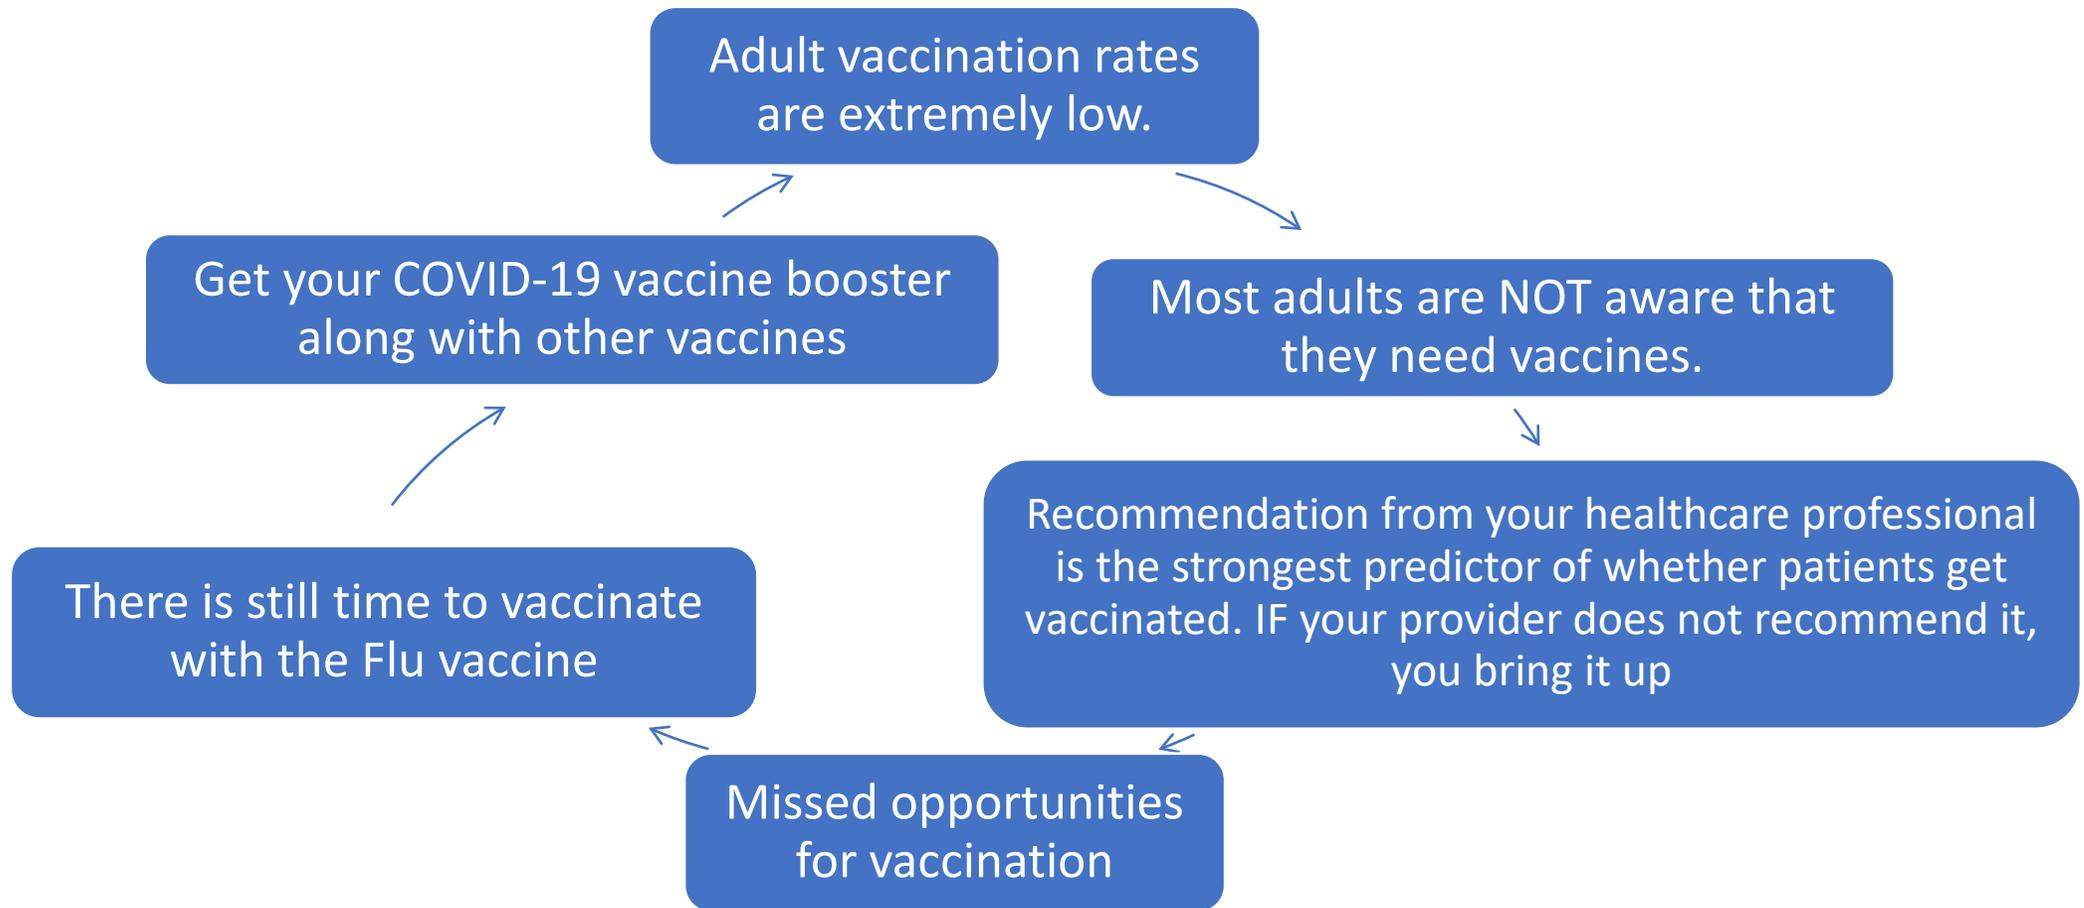 Adult vaccination rates
are extremely low.
Most adults are NOT aware that
they need vaccines.
Recommendation from your healthcare professional
is the strongest predictor of whether patients get
vaccinated. IF your provider does not recommend it,
you bring it up
Missed opportunities
for vaccination
There is still time to vaccinate
with the Flu vaccine
Get your COVID-19 vaccine booster
along with other vaccines